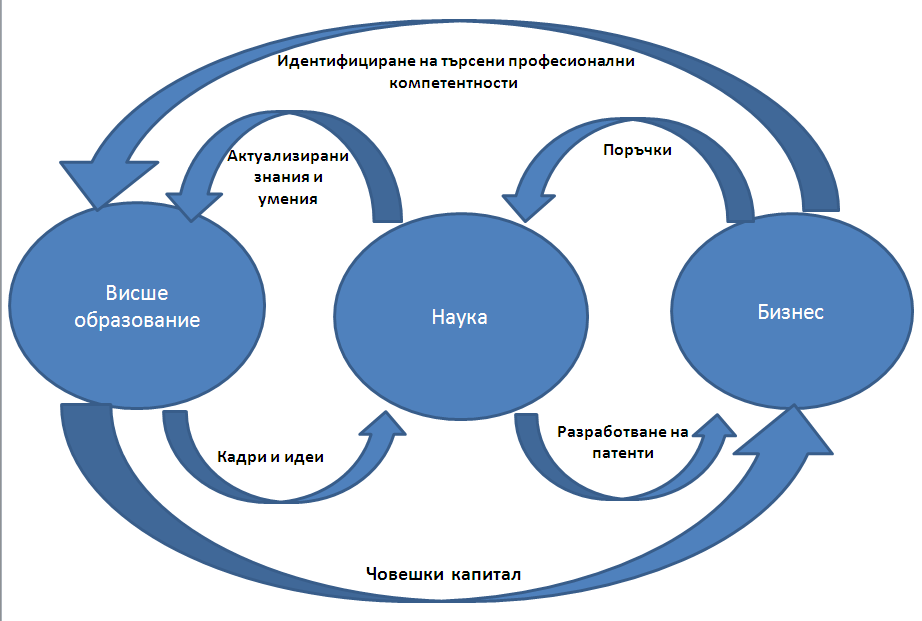 Идентифициране на търсени професионални
компетентности
Актуализирани
знания и
умения
Поръчки
Висше
образование
Наука
Бизнес
Кадри и идеи
Разработване на
патенти
Човешки капитал